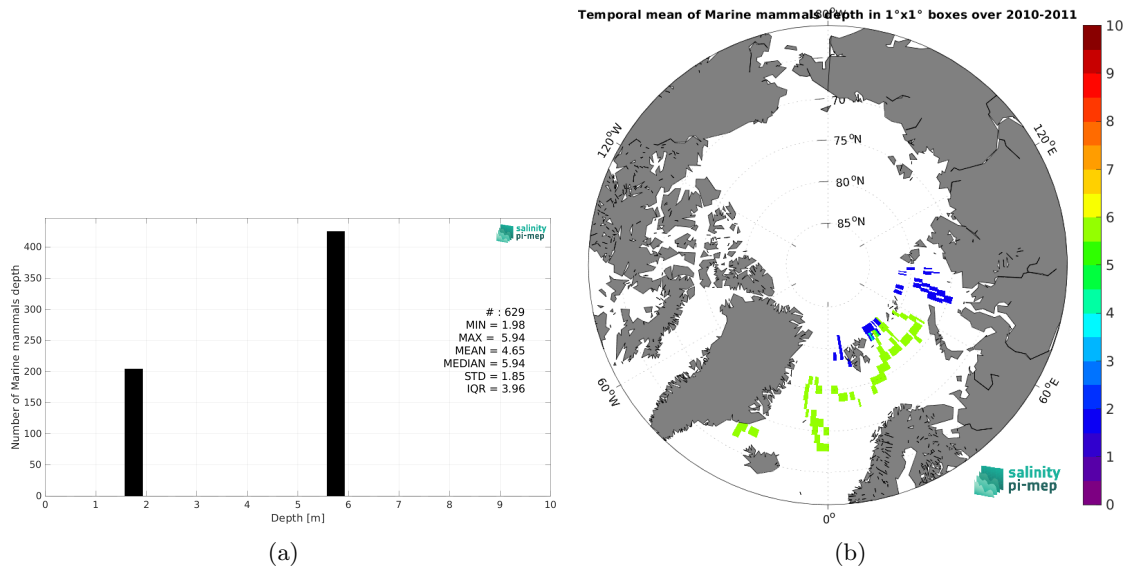 Temporal mean of Marine mammals depth in 1°x1° boxes over 2010-2011
180°W
120°W
120°E
70
75°N
80°N
85°N
60°W
60°E
0°
10
9
8
7
6
5
4
3
2
1
0
salinity
pi-mep
Number of Marine mammals depth
400
350
300
250
200
150
100
50
0
0 1 2 3 4 5 6 7 8 9 10
Depth [m]
salinity
pi-mep
# : 629
MIN = 1.98
MAX = 5.94
MEAN = 4.65
MEDIAN = 5.94
STD = 1.85
IQR = 3.96
(a)
(b)